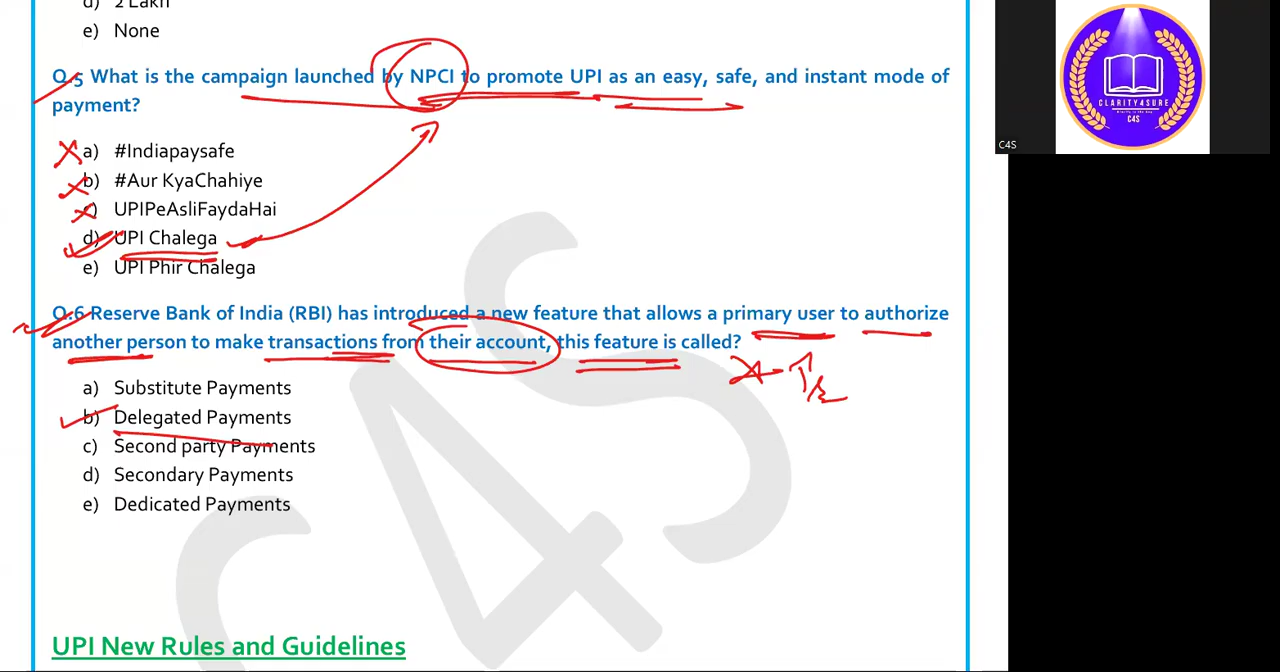 d) 2 Lakh
e) None
Q.5 What is the campaign launched by NPCI to promote UPI as an easy, safe, and instant mode of
payment?
a) #Indiapaysafe
b) #Aur KyaChahiye
c) UPIPeAsliFaydaHai
d) UPI Chalega
e) UPI Phir Chalega
Q.6 Reserve Bank of India (RBI) has introduced a new feature that allows a primary user to authorize
another person to make transactions from their account, this feature is called?
a) Substitute Payments
b) Delegated Payments
c) Second party Payments
d) Secondary Payments
e) Dedicated Payments
UPI New Rules and Guidelines
C4S
CLARITY4SURE
C4S
C4S